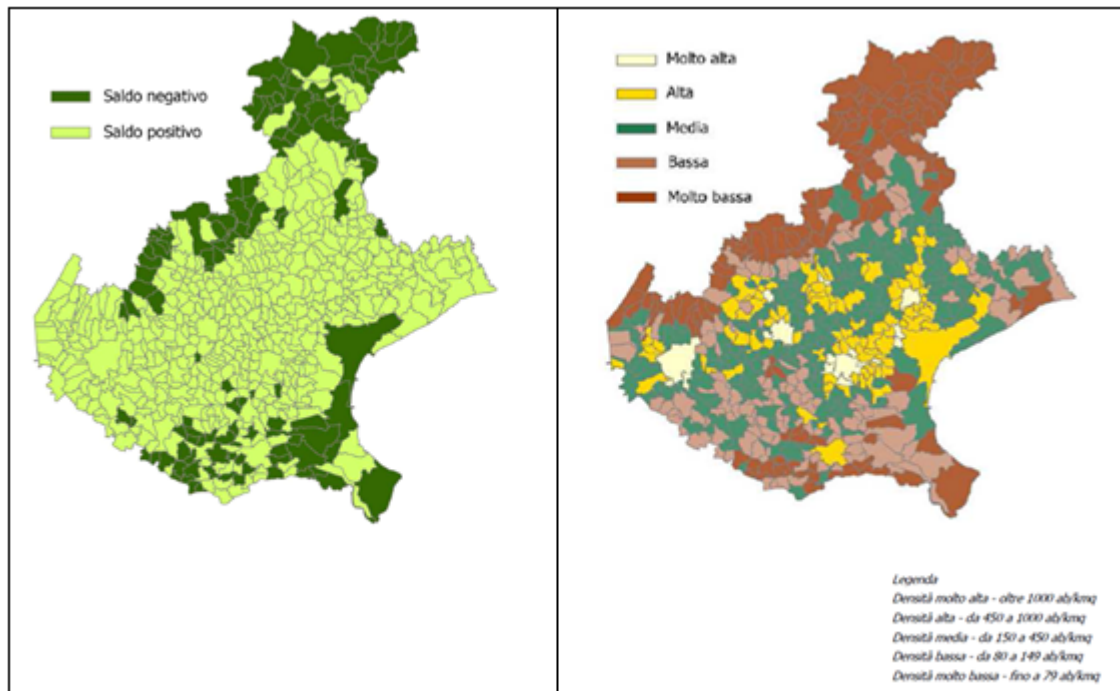 Saldo negativo
Saldo positivo
Molto alta
Alta
Media
Bassa
Molto bassa
Legenda
Densità molto alta - oltre 1000 ab/kmq
Densità alta - da 450 a 1000 ab/kmq
Densità media - da 150 a 450 ab/kmq
Densità bassa - da 80 a 149 ab/kmq
Densità molto bassa - fino a 79 ab/kmq